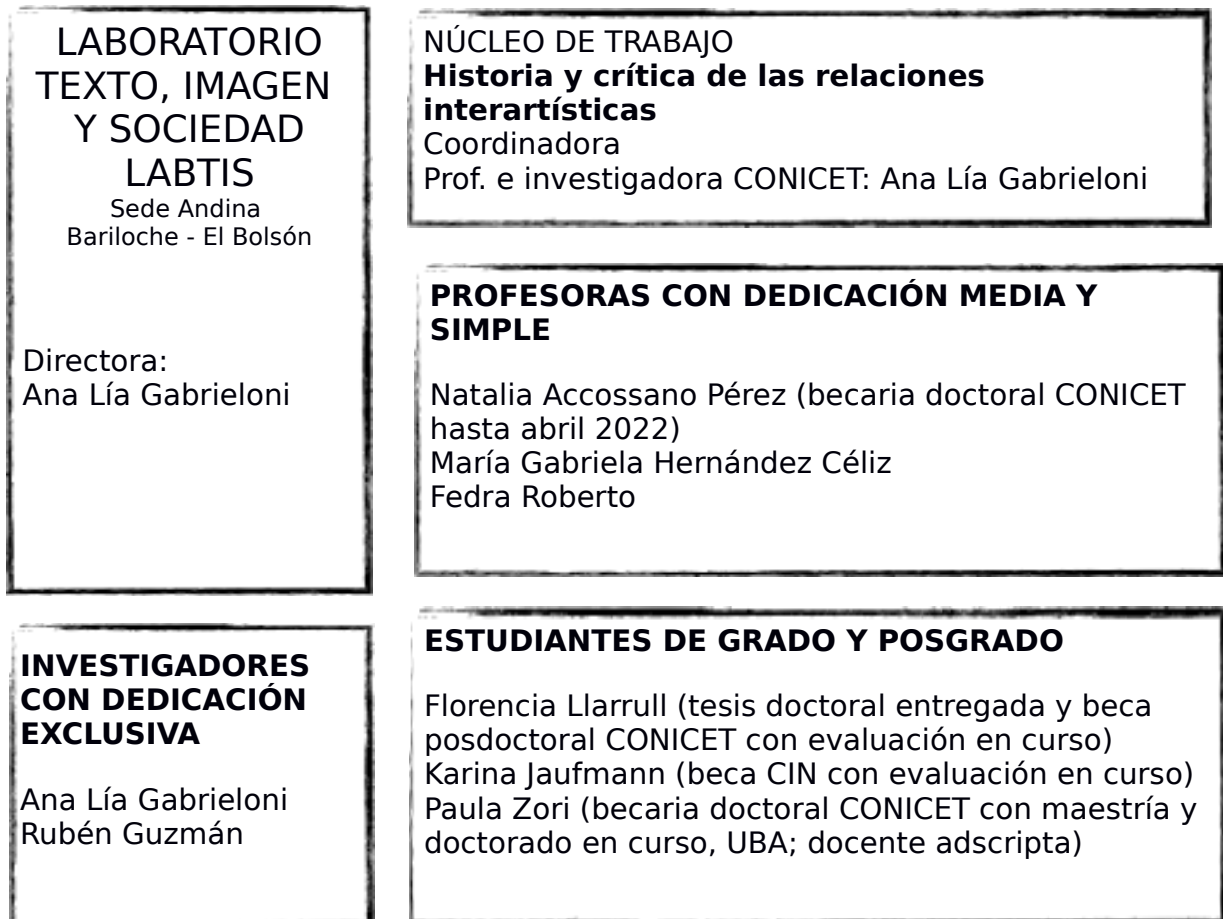 LABORATORIO
TEXTO, IMAGEN
Y SOCIEDAD
LABTIS
Sede Andina
Bariloche - El Bolsón
Directora:
Ana Lía Gabrieloni
NÚCLEO DE TRABAJO
Historia y crítica de las relaciones
interartísticas
Coordinadora
Prof. e investigadora CONICET: Ana Lía Gabrieloni
PROFESORAS CON DEDICACIÓN MEDIA Y
SIMPLE
Natalia Accossano Pérez (becaria doctoral CONICET
hasta abril 2022)
María Gabriela Hernández Céliz
Fedra Roberto
INVESTIGADORES
CON DEDICACIÓN
EXCLUSIVA
Ana Lía Gabrieloni
Rubén Guzmán
ESTUDIANTES DE GRADO Y POSGRADO
Florencia Llarrull (tesis doctoral entregada y beca
posdoctoral CONICET con evaluación en curso)
Karina Jaufmann (beca CIN con evaluación en curso)
Paula Zori (becaria doctoral CONICET con maestría y
doctorado en curso, UBA; docente adscripta)